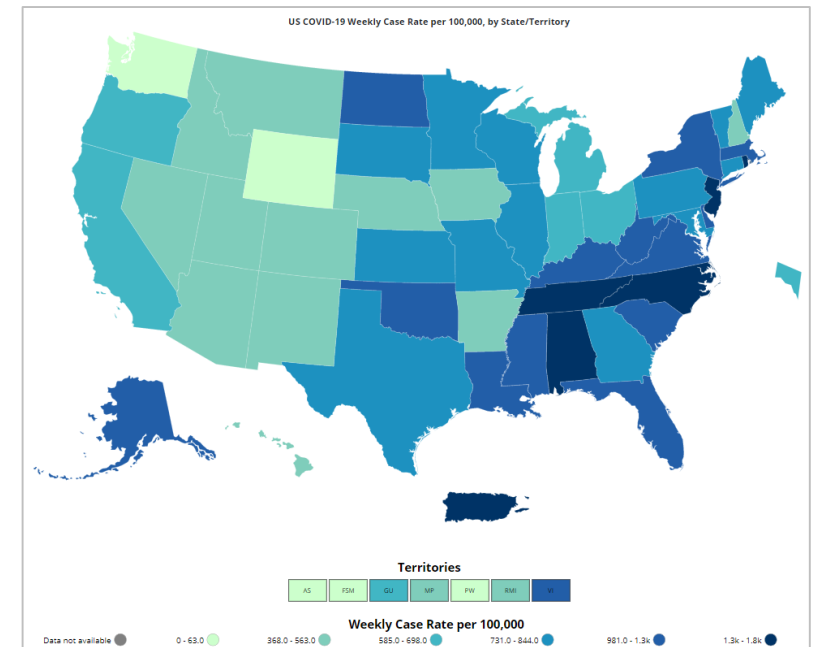 US COVID-19 Weekly Case Rate per 100,000, by State/Territory
Territories
AS FSM GU MP PW RMI VI
Weekly Case Rate per 100,000
Data not available 0 - 63.0 368.0 - 563.0 585.0 - 698.0 731.0 - 844.0 981.0 - 1.3k 1.3k - 1.8k